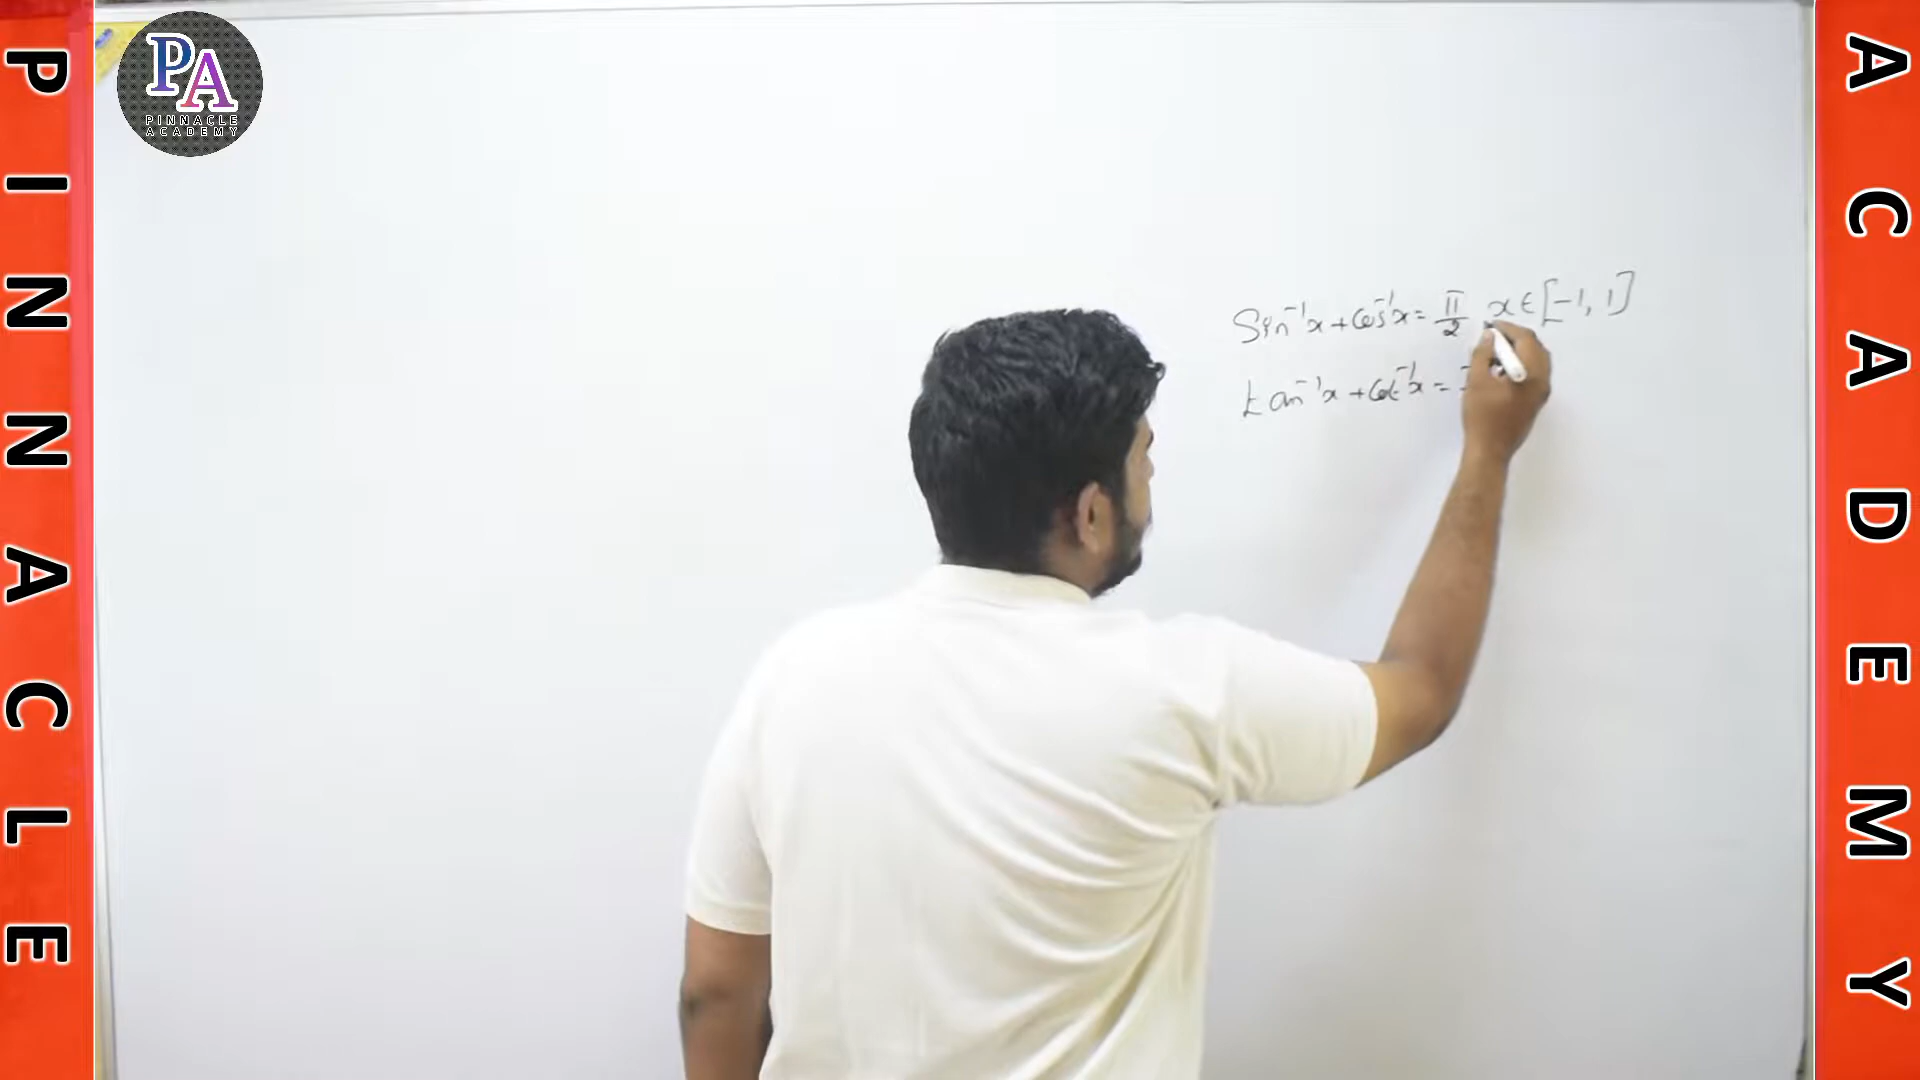 PINNACLE
PA
PINNACLE
ACADEMY
Sin⁻¹x + Cos⁻¹x = π/2 x ∈ [-1, 1]
tan⁻¹x + Cot⁻¹x =
ACADEMY